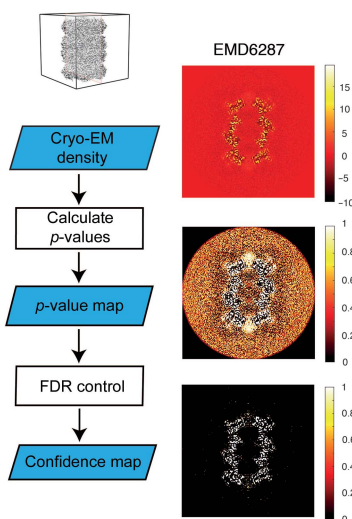 EMD6287
Cryo-EM
density
Calculate
p-values
p-value map
FDR control
Confidence map
15
10
5
0
−5
−10
1
0.8
0.6
0.4
0.2
0
1
0.8
0.6
0.4
0.2
0